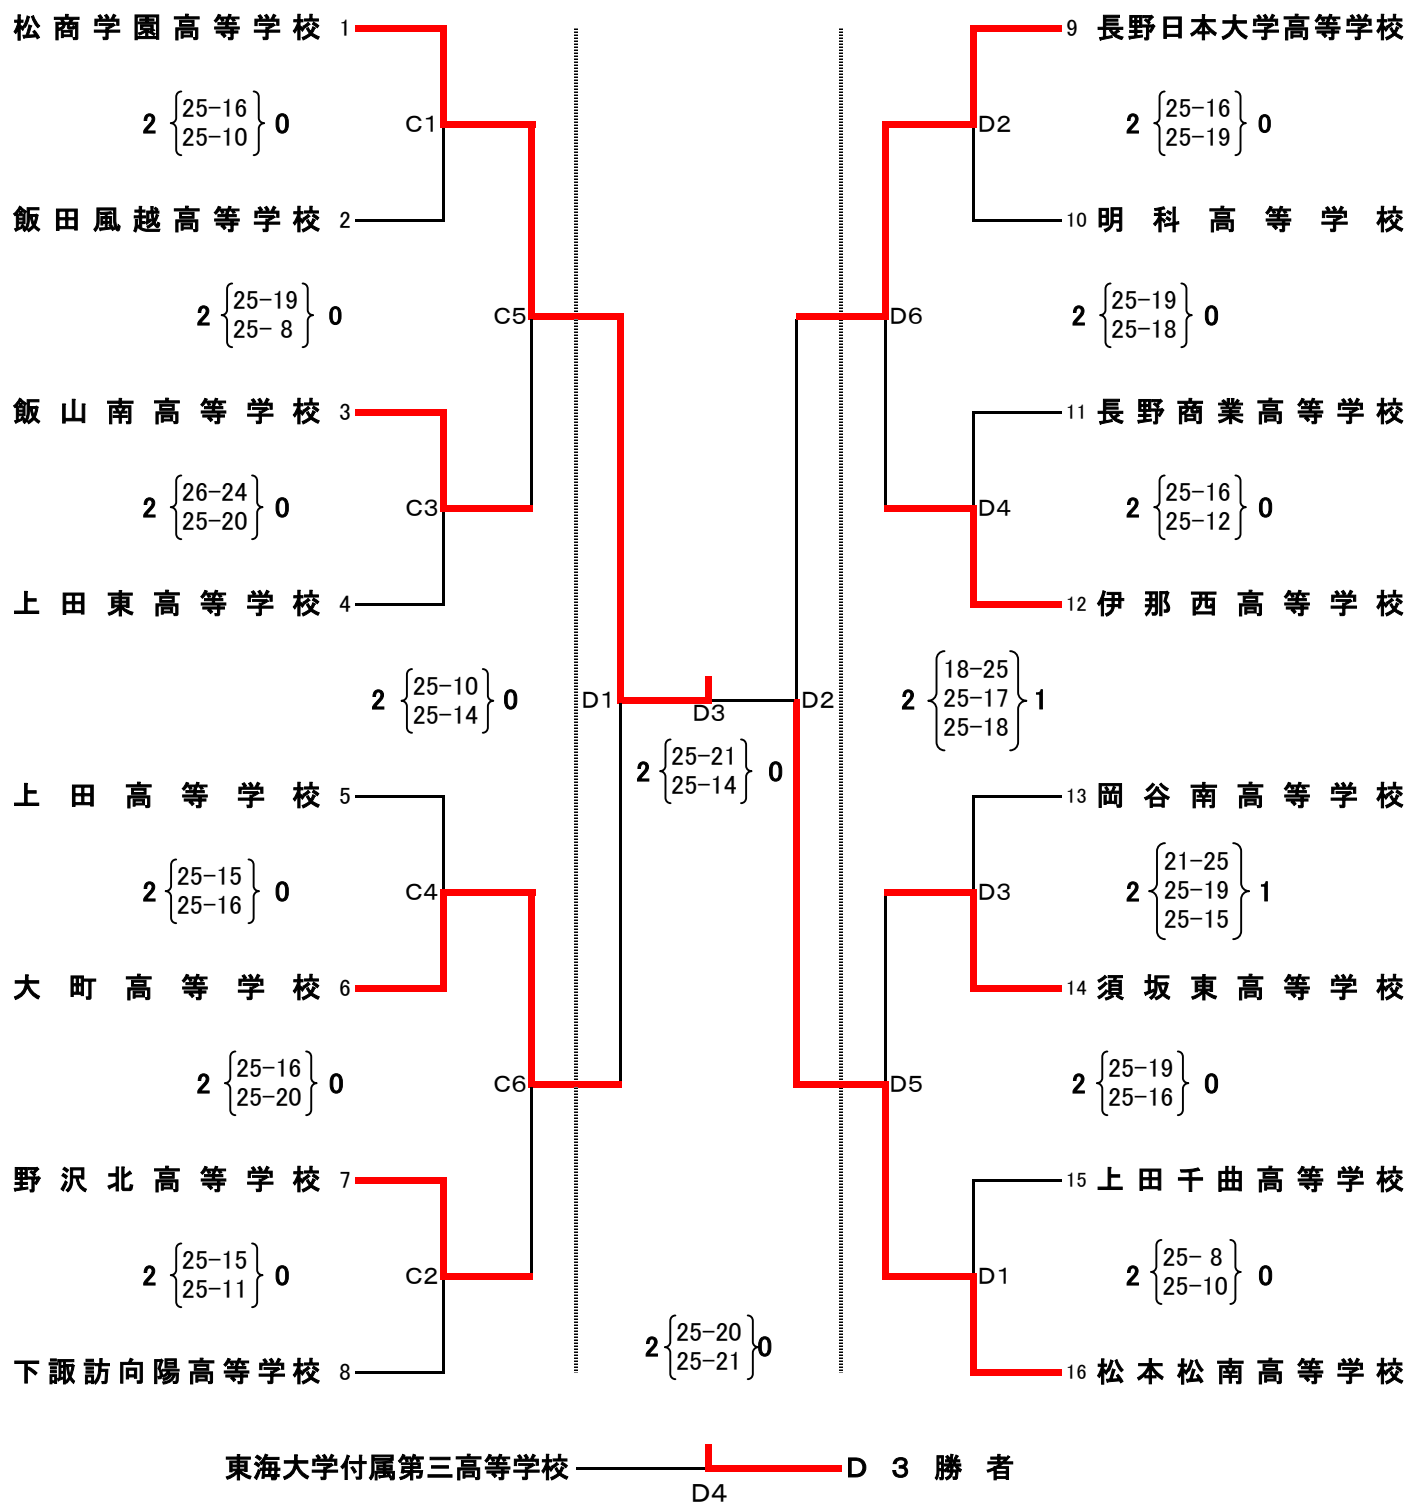 松商学園高等学校 1
9 長野日本大学高等学校
2 25-16 0
25-10
C1
D2
2 25-16 0
25-19
飯田風越高等学校 2
10 明科高等学校
2 25-19 0
25- 8
C5
D6
2 25-19 0
25-18
飯山南高等学校 3
11 長野商業高等学校
2 26-24 0
25-20
C3
D4
2 25-16 0
25-12
上田東高等学校 4
12 伊那西高等学校
2 25-10 0
25-14
D1
D3
D2
2 18-25 1
25-17
25-18
2 25-21 0
25-14
上田高等学校 5
13 岡谷南高等学校
2 25-15 0
25-16
C4
D3
2 21-25 1
25-19
25-15
大町高等学校 6
14 須坂東高等学校
2 25-16 0
25-20
C6
D5
2 25-19 0
25-16
野沢北高等学校 7
15 上田千曲高等学校
2 25-15 0
25-11
C2
D1
2 25- 8 0
25-10
2 25-20 0
25-21
下諏訪向陽高等学校 8
16 松本松南高等学校
東海大学付属第三高等学校
D4
D3勝者